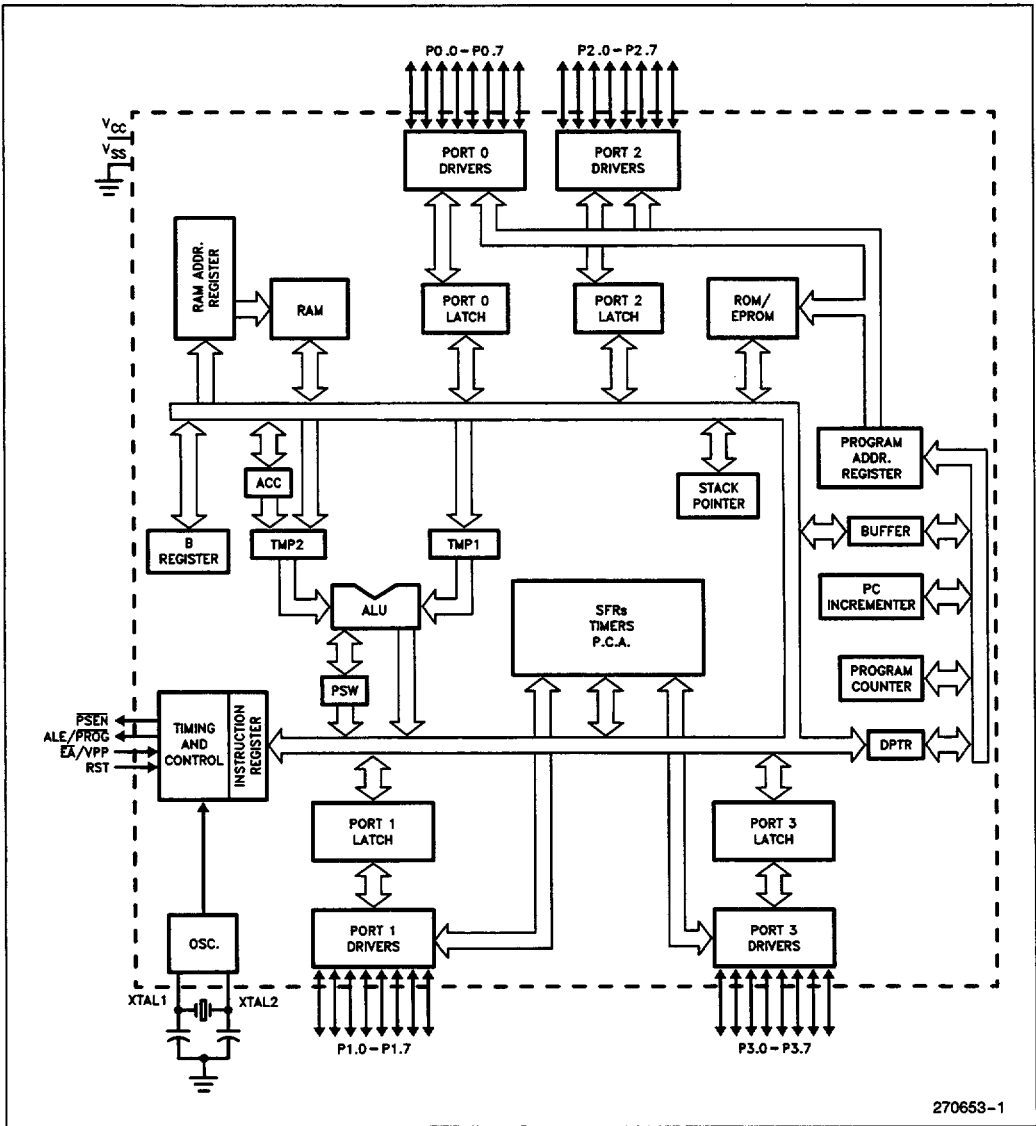 P0.0–P0.7
P2.0–P2.7
VCC
VSS
PORT 0
DRIVERS
PORT 2
DRIVERS
RAM ADDR.
REGISTER
RAM
PORT 0
LATCH
PORT 2
LATCH
ROM/
EPROM
PROGRAM
ADDR.
REGISTER
ACC
STACK
POINTER
B
REGISTER
TMP2
TMP1
BUFFER
ALU
SFRs
TIMERS
P.C.A.
PC
INCREMENTER
PSW
PROGRAM
COUNTER
P̅S̅E̅N̅
ALE/P̅R̅O̅G̅
E̅A̅/VPP
RST
TIMING
AND
CONTROL
INSTRUCTION
REGISTER
DPTR
PORT 1
LATCH
PORT 3
LATCH
OSC.
PORT 1
DRIVERS
PORT 3
DRIVERS
XTAL1
XTAL2
P1.0–P1.7
P3.0–P3.7
270653–1